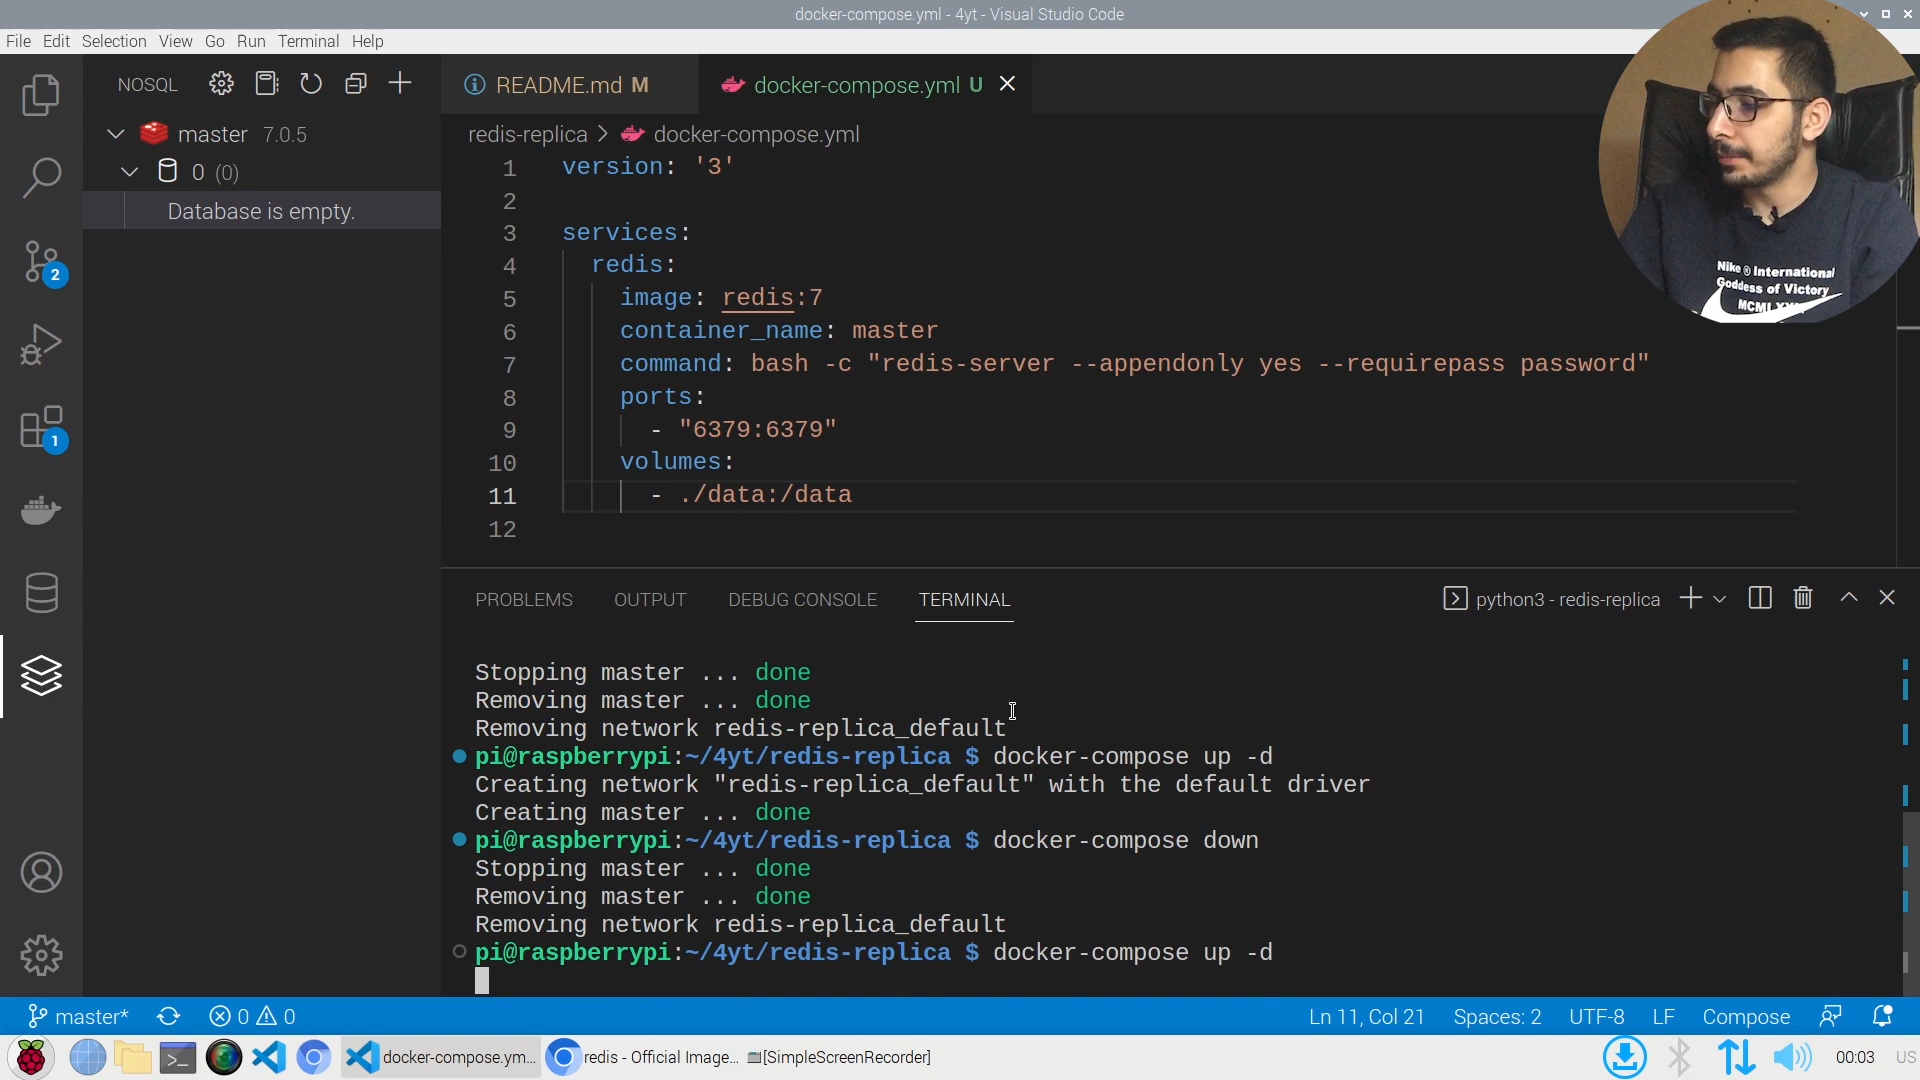 docker-compose.yml - 4yt - Visual Studio Code
File Edit Selection View Go Run Terminal Help
NOSQL
README.md M
docker-compose.yml U
master 7.0.5
redis-replica > docker-compose.yml
0 (0)
Database is empty.
1 version: '3'
2
3 services:
4 redis:
5 image: redis:7
6 container_name: master
7 command: bash -c "redis-server --appendonly yes --requirepass password"
8 ports:
9 - "6379:6379"
10 volumes:
11 - ./data:/data
12
Nike ® International
Goddess of Victory
2
1
PROBLEMS OUTPUT DEBUG CONSOLE TERMINAL
python3 - redis-replica
Stopping master ... done
Removing master ... done
Removing network redis-replica_default
pi@raspberrypi:~/4yt/redis-replica $ docker-compose up -d
Creating network "redis-replica_default" with the default driver
Creating master ... done
pi@raspberrypi:~/4yt/redis-replica $ docker-compose down
Stopping master ... done
Removing master ... done
Removing network redis-replica_default
pi@raspberrypi:~/4yt/redis-replica $ docker-compose up -d
master* 0 0
Ln 11, Col 21 Spaces: 2 UTF-8 LF Compose
docker-compose.ym... redis - Official Image... [SimpleScreenRecorder]
00:03 US